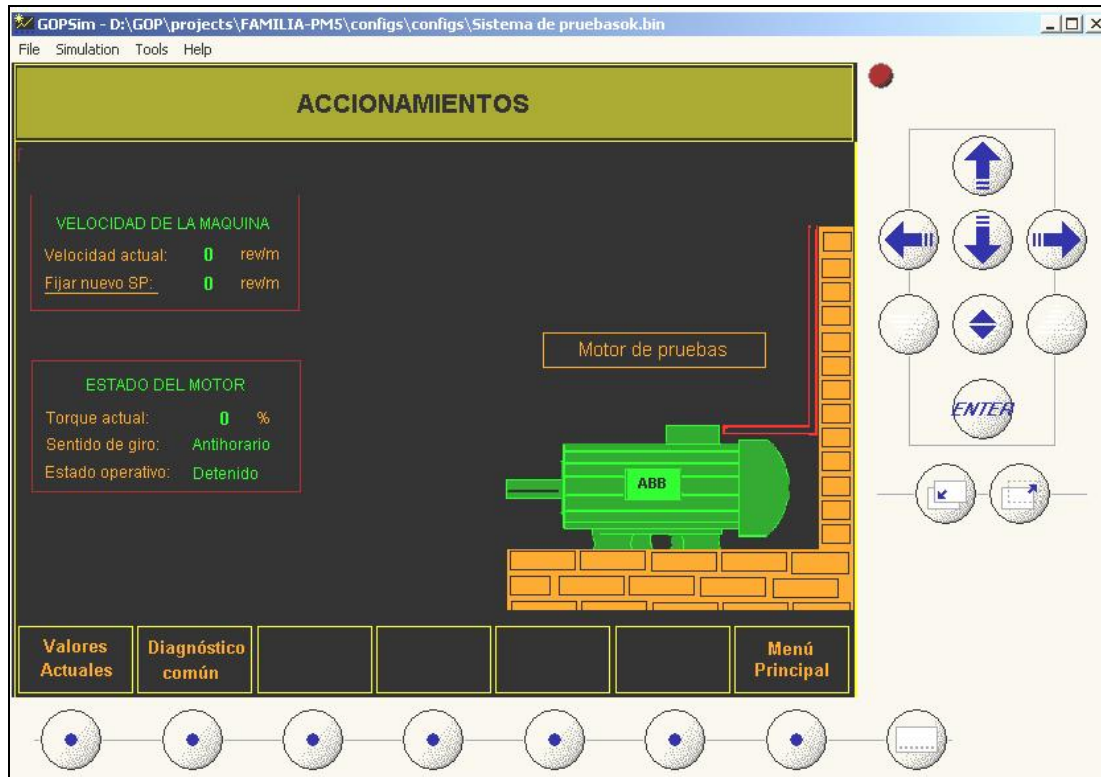 GOPSim - D:\GOP\projects\FAMILIA-PM5\configs\configs\Sistema de pruebasok.bin
File Simulation Tools Help
ACCIONAMIENTOS
VELOCIDAD DE LA MAQUINA
Velocidad actual: 0 rev/m
Fijar nuevo SP: 0 rev/m
Motor de pruebas
ESTADO DEL MOTOR
Torque actual: 0 %
Sentido de giro: Antihorario
Estado operativo: Detenido
ABB
ENTER
Valores
Actuales
Diagnóstico
común
Menú
Principal